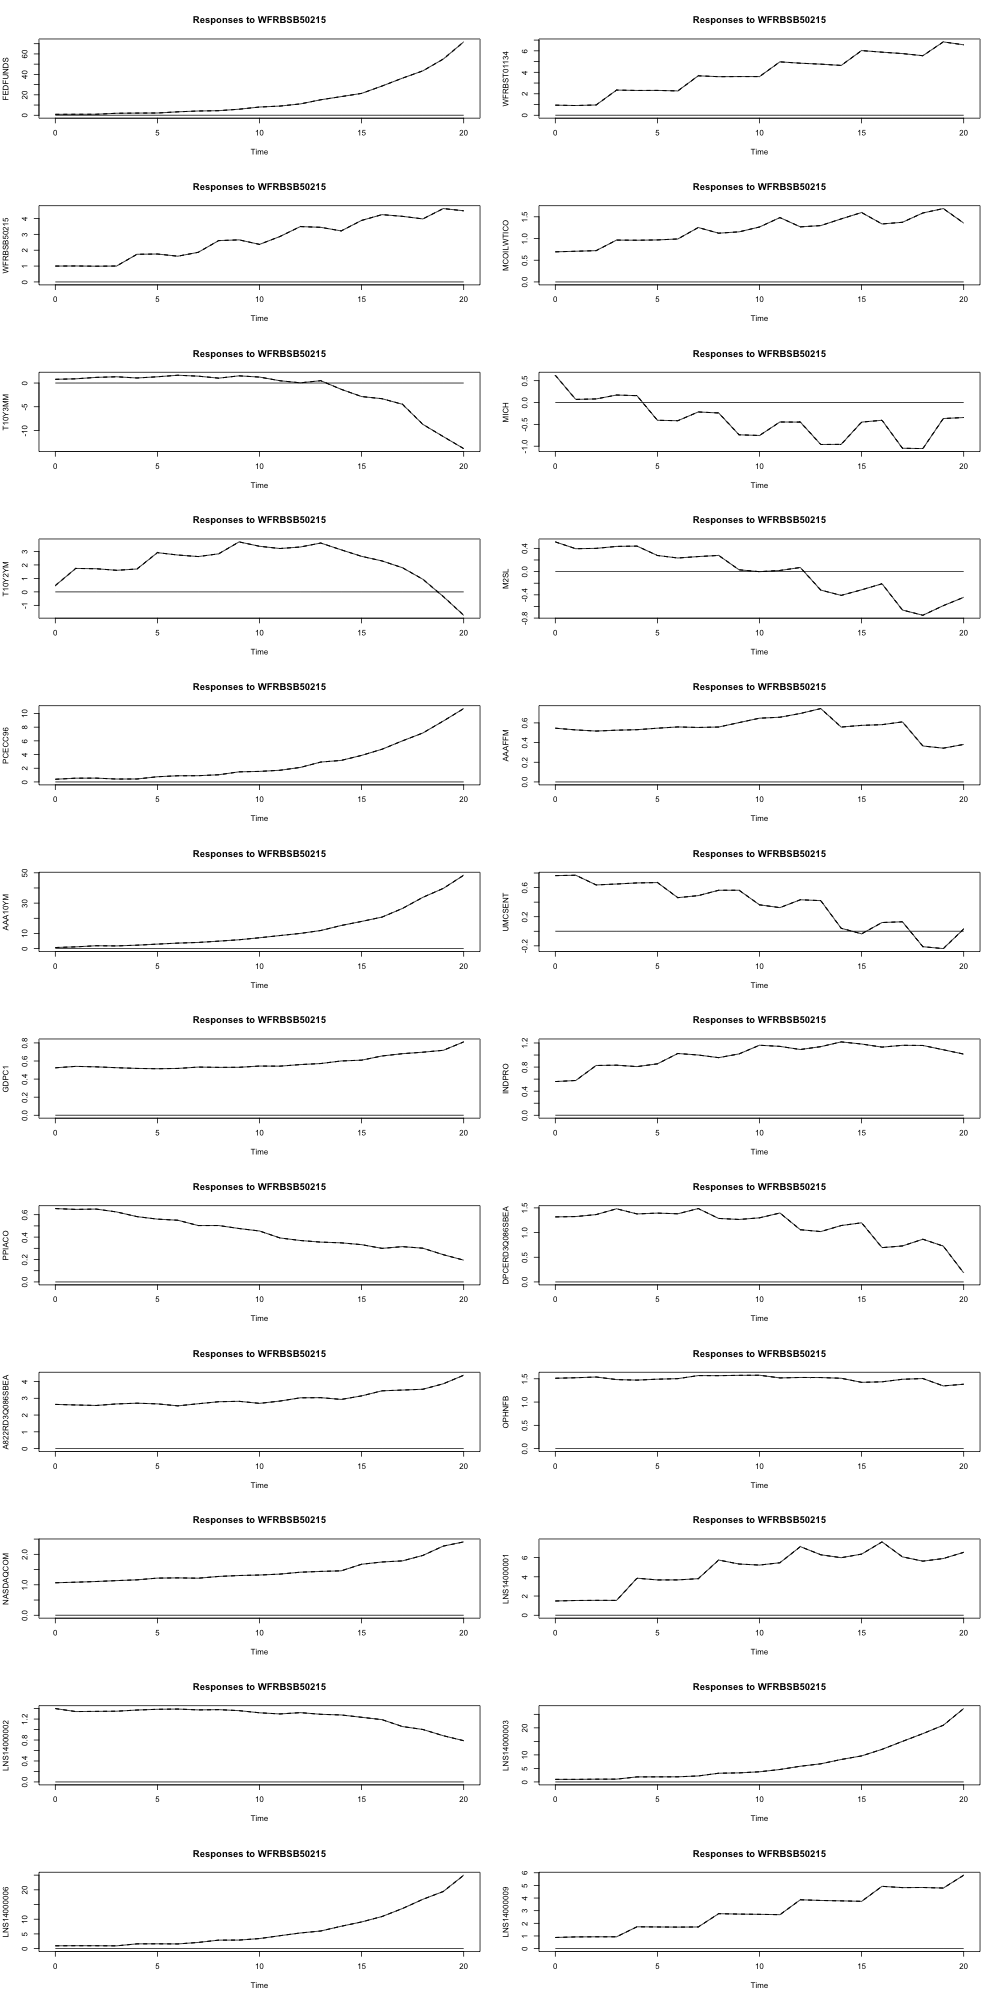 Responses to WFRBSB50215
FEDFUNDS
0 20 40 60
0 5 10 15 20
Time
Responses to WFRBSB50215
WFRBST01134
0 2 4 6
0 5 10 15 20
Time
Responses to WFRBSB50215
WFRBSB50215
0 1 2 3 4
0 5 10 15 20
Time
Responses to WFRBSB50215
MCOILWTICO
0.0 0.5 1.0 1.5
0 5 10 15 20
Time
Responses to WFRBSB50215
T10Y3MM
-10 -5 0
0 5 10 15 20
Time
Responses to WFRBSB50215
MICH
-1.0 -0.5 0.0 0.5
0 5 10 15 20
Time
Responses to WFRBSB50215
T10Y2YM
-1 0 1 2 3
0 5 10 15 20
Time
Responses to WFRBSB50215
M2SL
-0.8 -0.4 0.0 0.4
0 5 10 15 20
Time
Responses to WFRBSB50215
PCECC96
0 2 4 6 8 10
0 5 10 15 20
Time
Responses to WFRBSB50215
AAAFFM
0.0 0.2 0.4 0.6
0 5 10 15 20
Time
Responses to WFRBSB50215
AAA10YM
0 10 30 50
0 5 10 15 20
Time
Responses to WFRBSB50215
UMCSENT
-0.2 0.2 0.6
0 5 10 15 20
Time
Responses to WFRBSB50215
GDPC1
0.0 0.2 0.4 0.6 0.8
0 5 10 15 20
Time
Responses to WFRBSB50215
INDPRO
0.0 0.4 0.8 1.2
0 5 10 15 20
Time
Responses to WFRBSB50215
PPIACO
0.0 0.2 0.4 0.6
0 5 10 15 20
Time
Responses to WFRBSB50215
DPCERD3Q086SBEA
0.0 0.5 1.0 1.5
0 5 10 15 20
Time
Responses to WFRBSB50215
A822RD3Q086SBEA
0 1 2 3 4
0 5 10 15 20
Time
Responses to WFRBSB50215
OPHNFB
0.0 0.5 1.0 1.5
0 5 10 15 20
Time
Responses to WFRBSB50215
NASDAQCOM
0.0 1.0 2.0
0 5 10 15 20
Time
Responses to WFRBSB50215
LNS14000001
0 2 4 6
0 5 10 15 20
Time
Responses to WFRBSB50215
LNS14000002
0.0 0.4 0.8 1.2
0 5 10 15 20
Time
Responses to WFRBSB50215
LNS14000003
0 5 10 20
0 5 10 15 20
Time
Responses to WFRBSB50215
LNS14000006
0 5 10 20
0 5 10 15 20
Time
Responses to WFRBSB50215
LNS14000009
0 1 2 3 4 5 6
0 5 10 15 20
Time